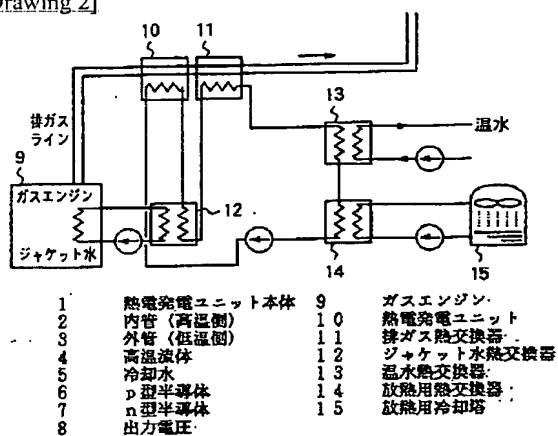 Drawing 2]
10
11
13
温水
排ガス
ライン
9
ガスエンジン
12
ジャケット水
14
15
1 熱電発電ユニット本体
2 内管（高温側）
3 外管（低温側）
4 高温流体
5 冷却水
6 p型半導体
7 n型半導体
8 出力電圧
9 ガスエンジン
10 熱電発電ユニット
11 排ガス熱交換器
12 ジャケット水熱交換器
13 温水熱交換器
14 放熱用熱交換器
15 放熱用冷却塔